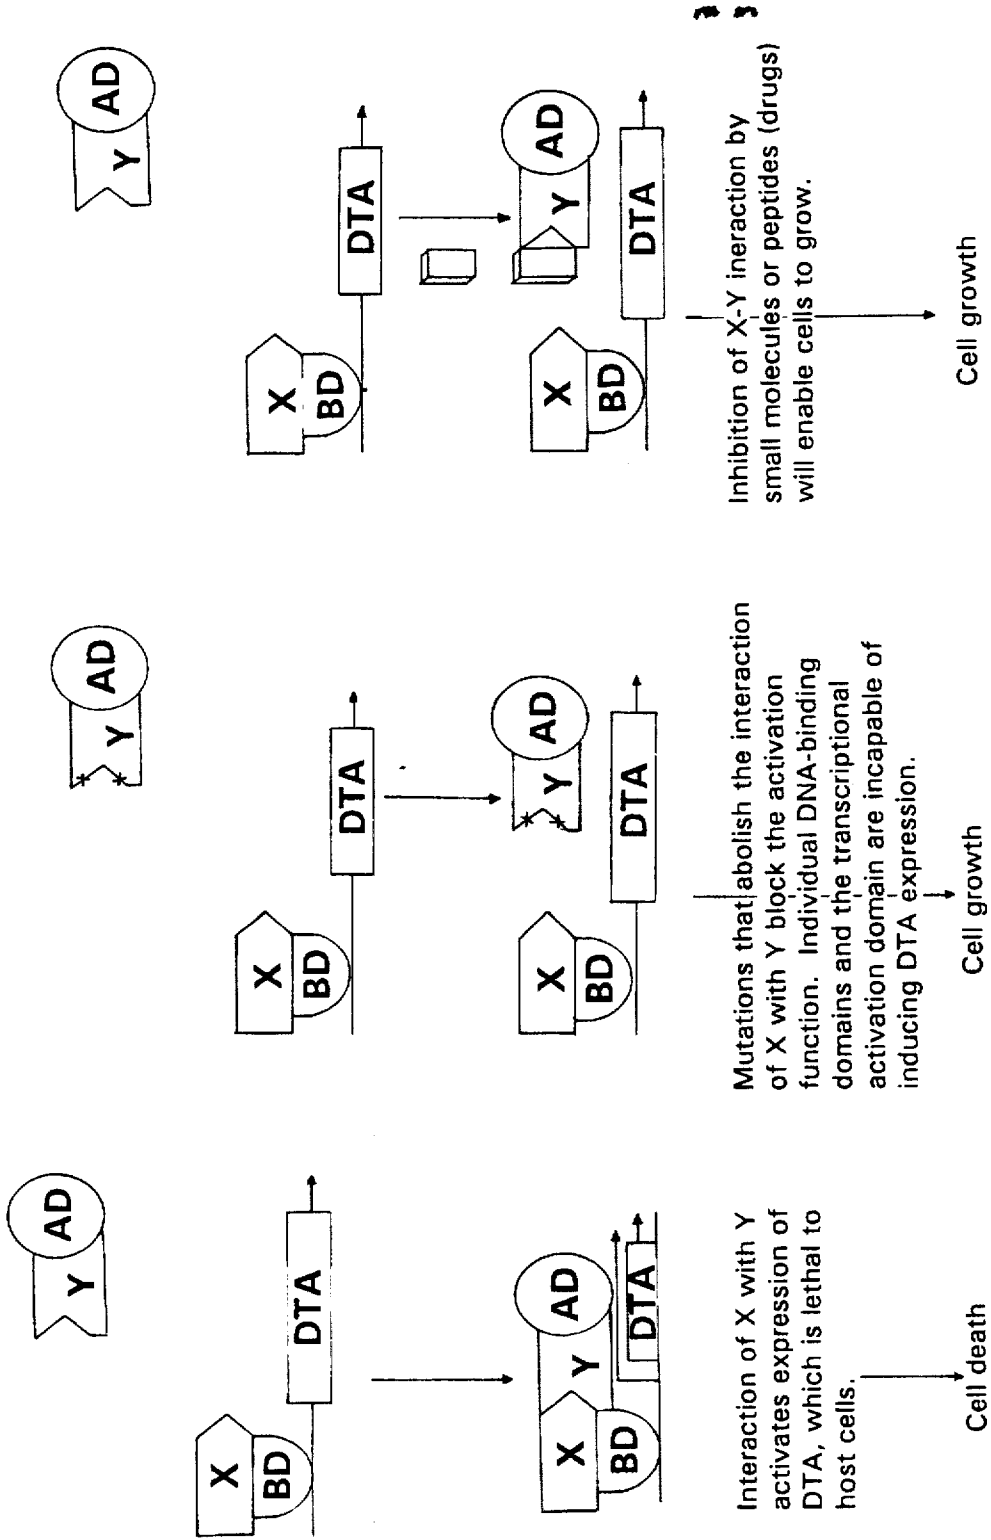 Y AD
X
BD
DTA
X Y AD
BD
DTA
Interaction of X with Y
activates expression of
DTA, which is lethal to
host cells.
Cell death
Y AD
X
BD
DTA
Y AD
X
BD
DTA
Mutations that abolish the interaction
of X with Y block the activation
function. Individual DNA-binding
domains and the transcriptional
activation domain are incapable of
inducing DTA expression.
Cell growth
Y AD
X
BD
DTA
Y AD
X
BD
DTA
Inhibition of X-Y ineraction by
small molecules or peptides (drugs)
will enable cells to grow.
Cell growth